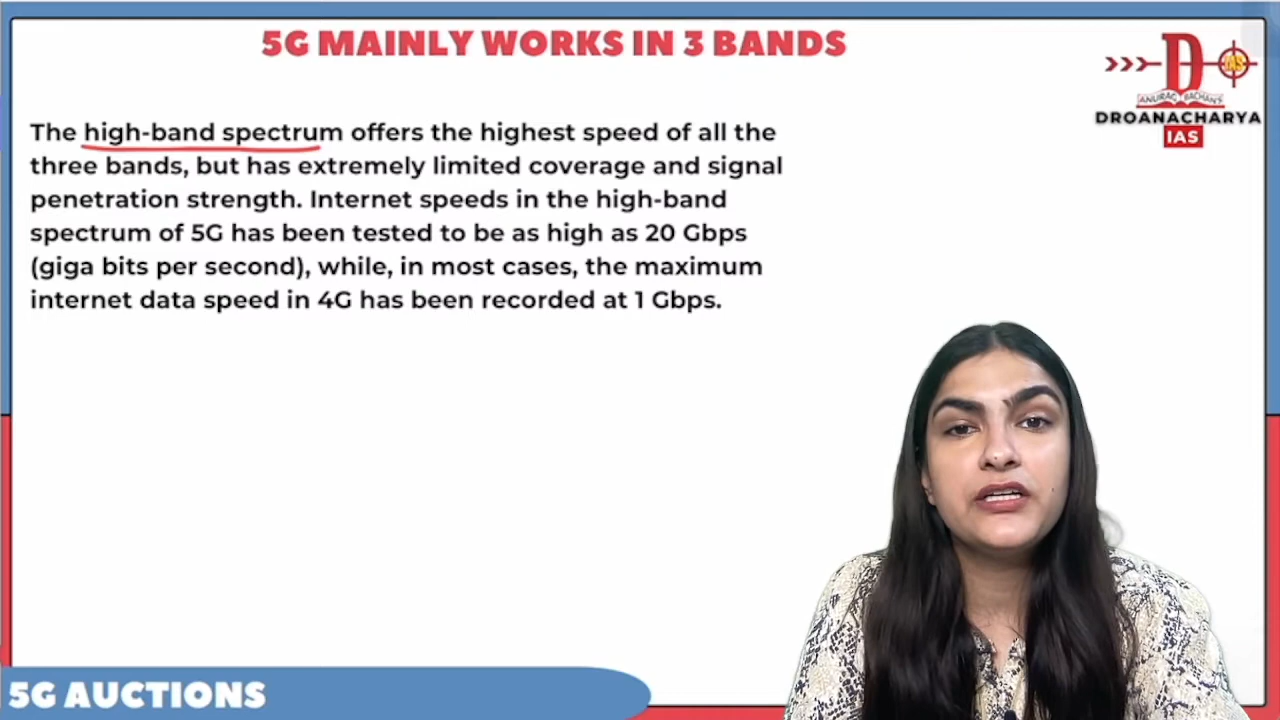 5G MAINLY WORKS IN 3 BANDS
D
IAS
ANURAG BACHAN'S
DROANACHARYA
IAS
The high-band spectrum offers the highest speed of all the
three bands, but has extremely limited coverage and signal
penetration strength. Internet speeds in the high-band
spectrum of 5G has been tested to be as high as 20 Gbps
(giga bits per second), while, in most cases, the maximum
internet data speed in 4G has been recorded at 1 Gbps.
5G AUCTIONS